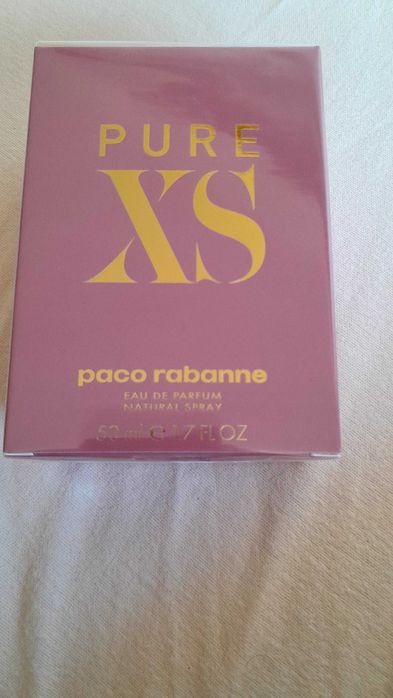 PURE
XS
paco rabanne
EAU DE PARFUM
NATURAL SPRAY
50 ml ℮ 1.7 FL OZ